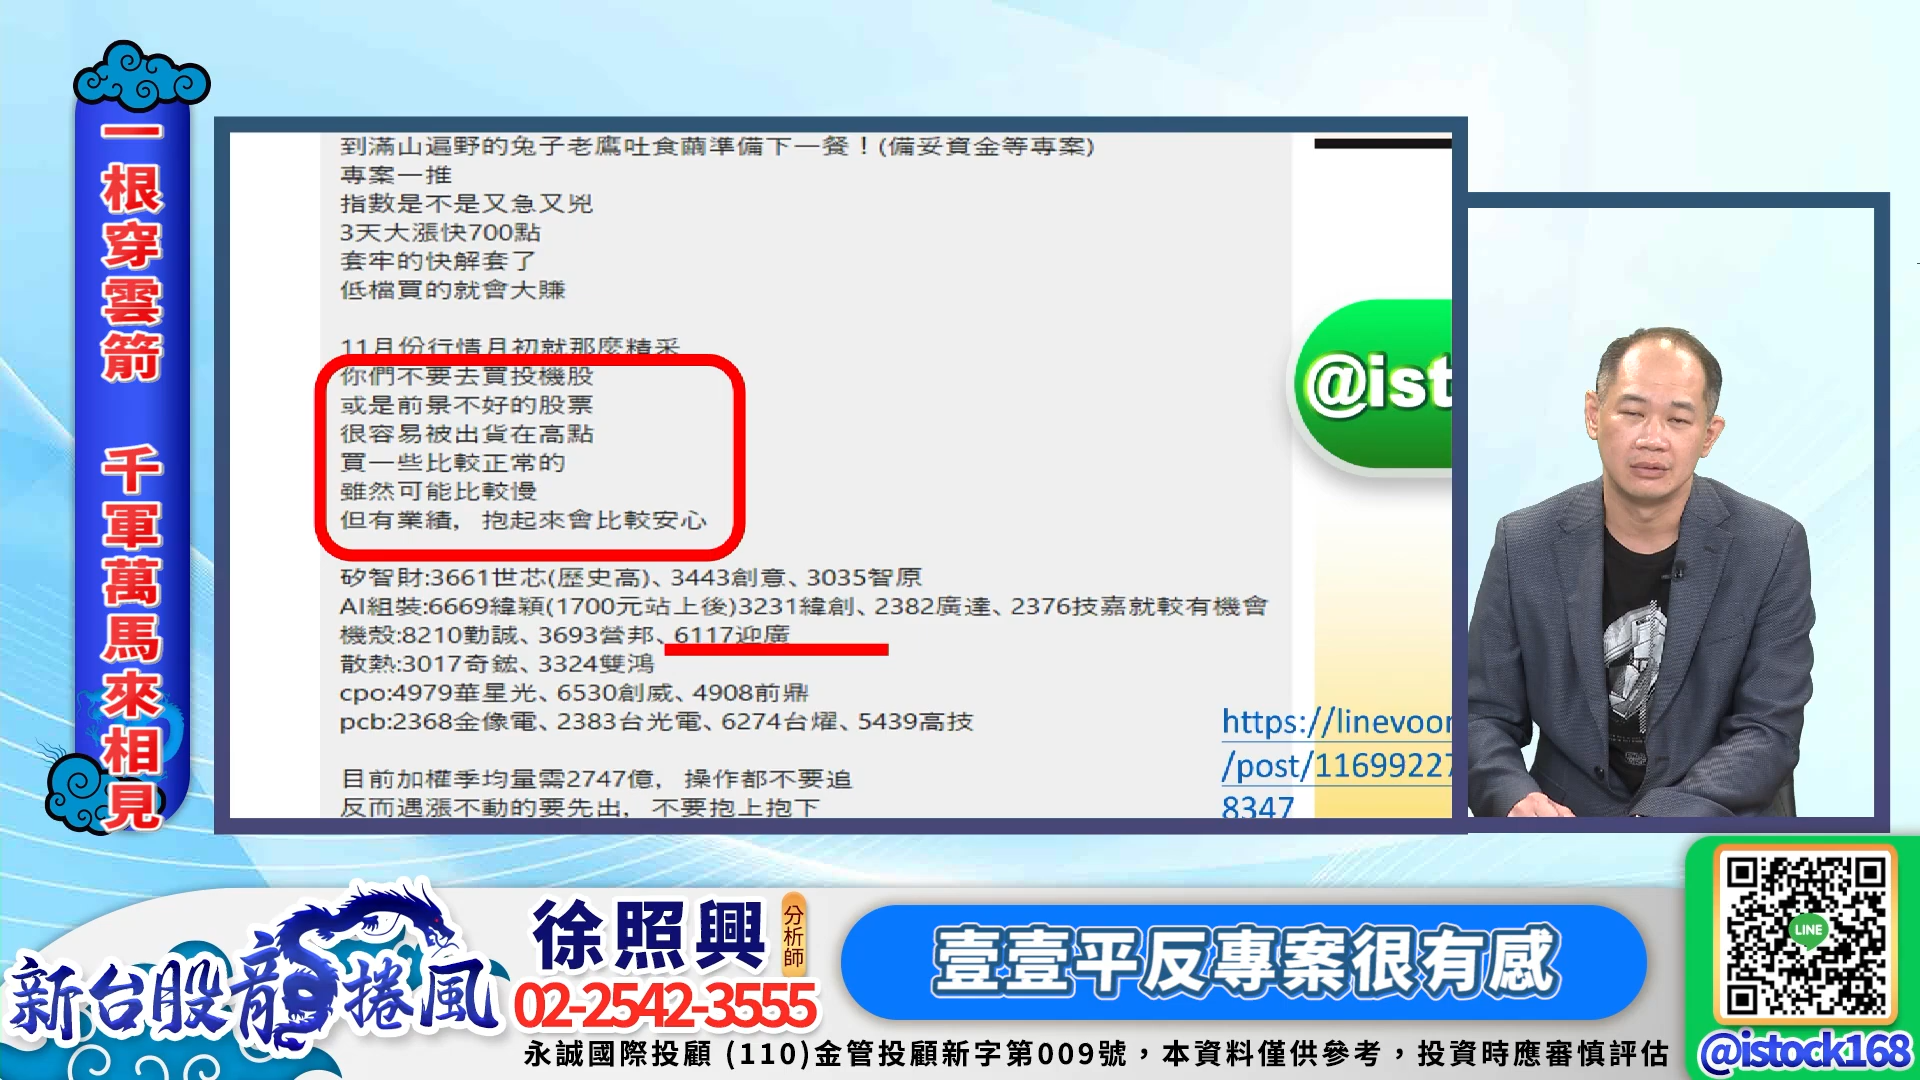 一根穿雲箭 千軍萬馬來相見
到滿山遍野的兔子老鷹吐食繭準備下一餐！(備妥資金等專案)
專案一推
指數是不是又急又兇
3天大漲快700點
套牢的快解套了
低檔買的就會大賺
11月份行情月初就那麼精采
你們不要去買投機股
或是前景不好的股票
很容易被出貨在高點
買一些比較正常的
雖然可能比較慢
但有業績，抱起來會比較安心
矽智財:3661世芯(歷史高)、3443創意、3035智原
AI組裝:6669緯穎(1700元站上後)3231緯創、2382廣達、2376技嘉就較有機會
機殼:8210勤誠、3693營邦、6117迎廣
散熱:3017奇鋐、3324雙鴻
cpo:4979華星光、6530創威、4908前鼎
pcb:2368金像電、2383台光電、6274台燿、5439高技
目前加權季均量需2747億，操作都不要追
反而遇漲不動的要先出，不要抱上抱下
@ist
https://linevoor
/post/11699227
8347
新台股龍捲風
徐照興 分析師
02-2542-3555
壹壹平反專案很有感
LINE
@istock168
永誠國際投顧 (110)金管投顧新字第009號，本資料僅供參考，投資時應審慎評估